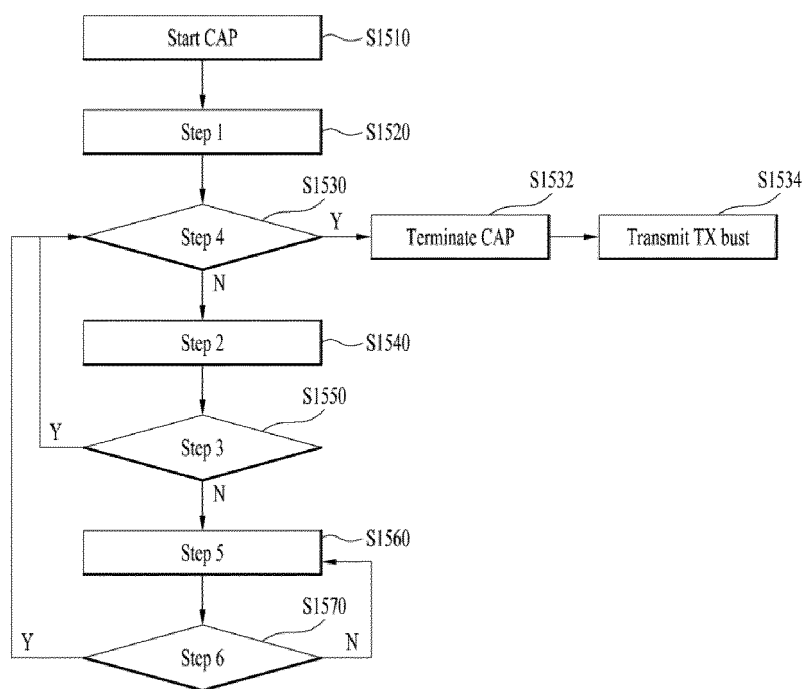 Start CAP
S1510
Step 1
S1520
S1530
Step 4
Y
S1532
Terminate CAP
S1534
Transmit TX bust
N
Step 2
S1540
S1550
Y
Step 3
N
S1560
Step 5
S1570
Y
Step 6
N